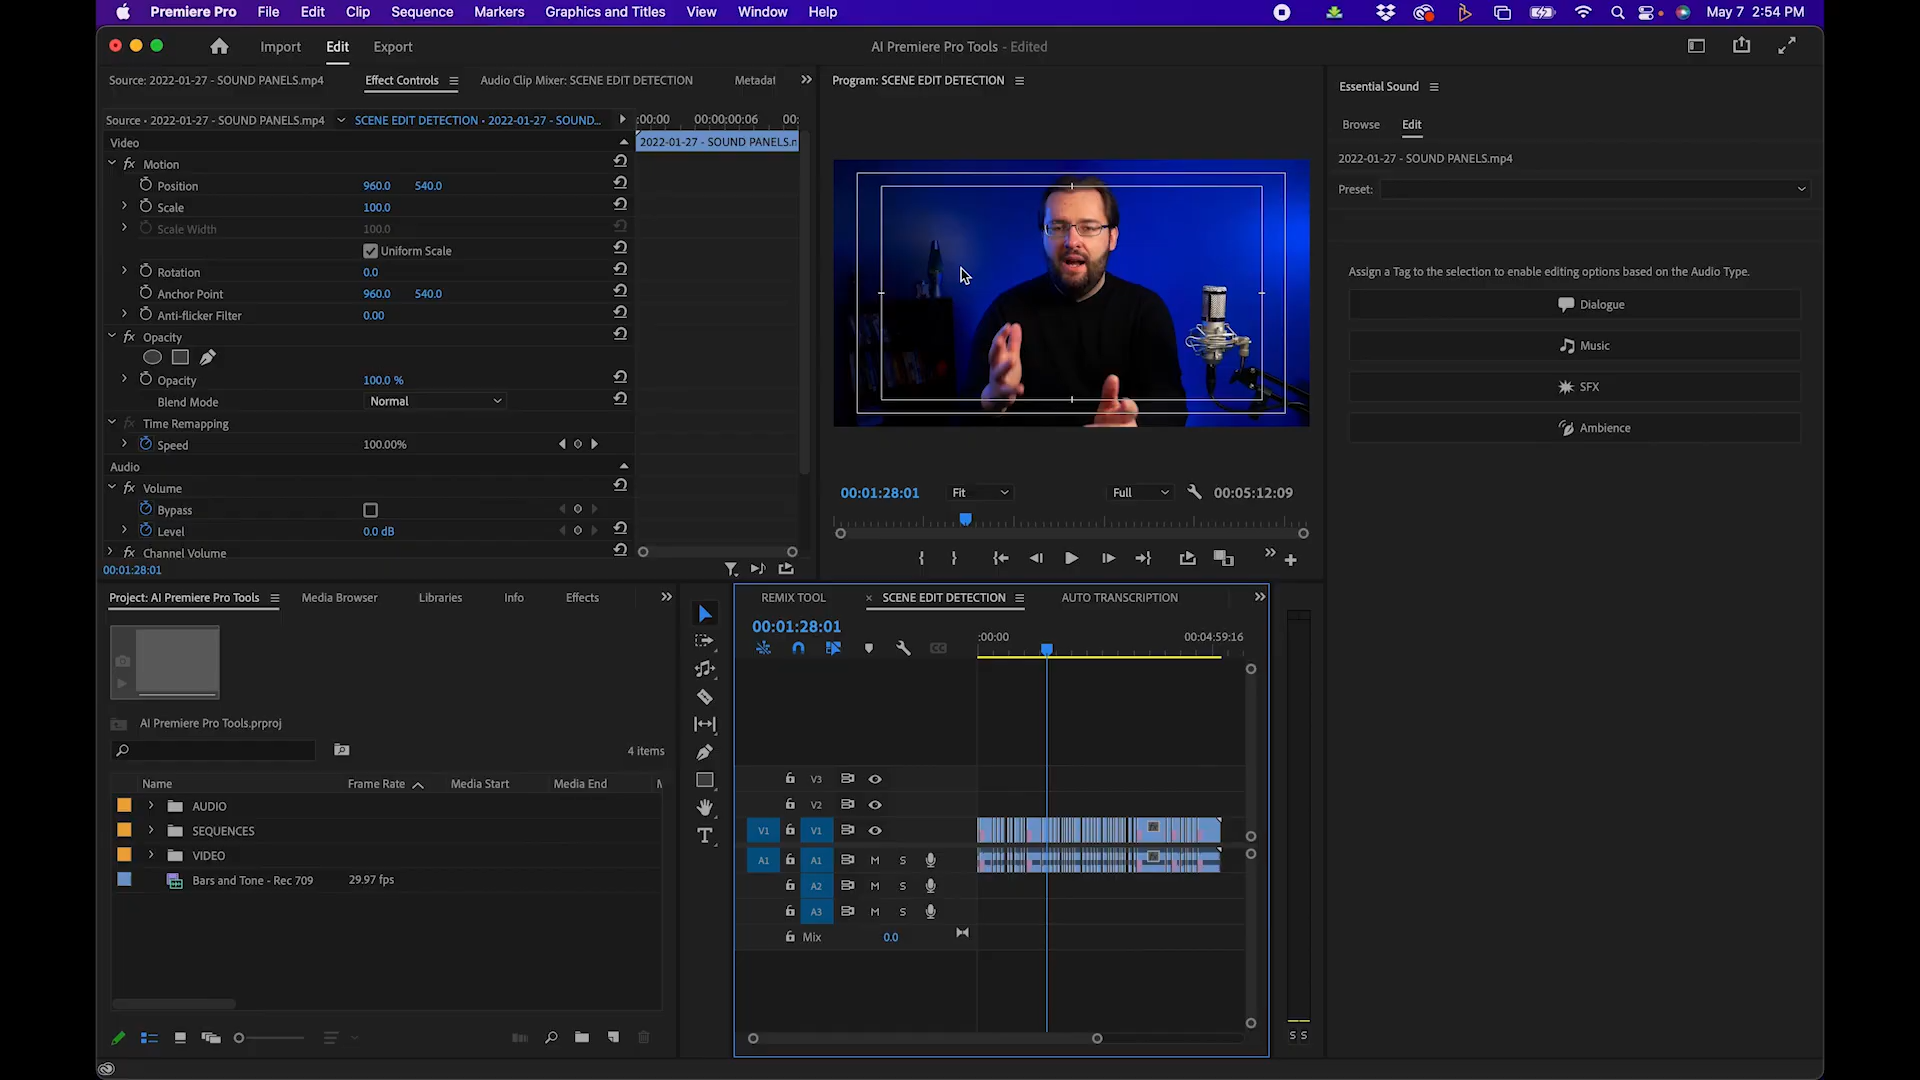 Premiere Pro File Edit Clip Sequence Markers Graphics and Titles View Window Help May 7 2:54 PM
Import Edit Export AI Premiere Pro Tools - Edited
Source: 2022-01-27 - SOUND PANELS.mp4 Effect Controls Audio Clip Mixer: SCENE EDIT DETECTION Metadat
Source • 2022-01-27 - SOUND PANELS.mp4 SCENE EDIT DETECTION • 2022-01-27 - SOUND... :00:00 00:00:00:06 00:
Video 2022-01-27 - SOUND PANELS.m
fx Motion
Position 960.0 540.0
Scale 100.0
Scale Width 100.0
Uniform Scale
Rotation 0.0
Anchor Point 960.0 540.0
Anti-flicker Filter 0.00
fx Opacity
Opacity 100.0 %
Blend Mode Normal
fx Time Remapping
Speed 100.00%
Audio
fx Volume
Bypass
Level 0.0 dB
fx Channel Volume
00:01:28:01
Program: SCENE EDIT DETECTION
00:01:28:01 Fit Full 00:05:12:09
Essential Sound
Browse Edit
2022-01-27 - SOUND PANELS.mp4
Preset:
Assign a Tag to the selection to enable editing options based on the Audio Type.
Dialogue
Music
SFX
Ambience
Project: AI Premiere Pro Tools Media Browser Libraries Info Effects
AI Premiere Pro Tools.prproj
4 items
Name Frame Rate Media Start Media End
AUDIO
SEQUENCES
VIDEO
Bars and Tone - Rec 709 29.97 fps
REMIX TOOL × SCENE EDIT DETECTION AUTO TRANSCRIPTION
00:01:28:01
:00:00 00:04:59:16
CC
V3
V2
V1 V1
A1 A1 M S
A2 M S
A3 M S
Mix 0.0
S S
T